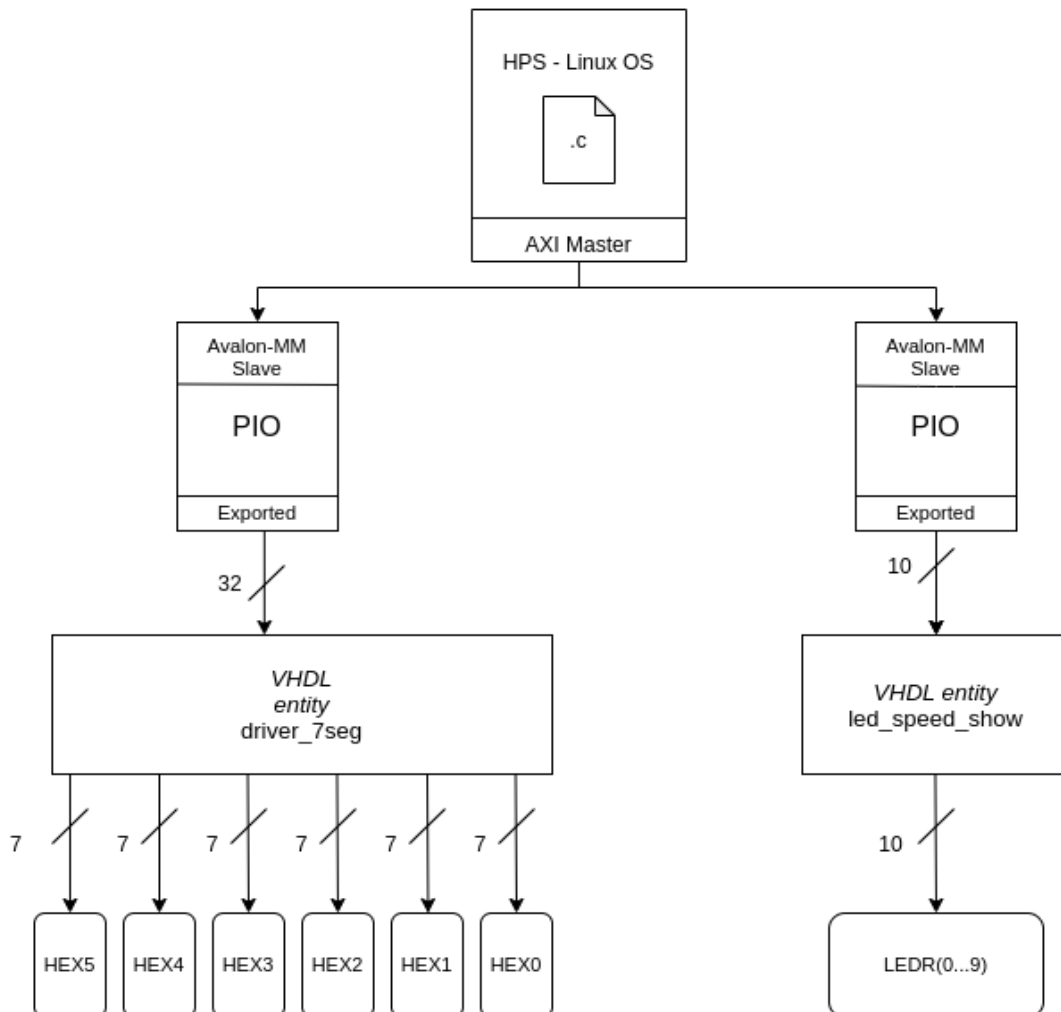 HPS - Linux OS
.c
AXI Master
Avalon-MM
Slave
PIO
Exported
Avalon-MM
Slave
PIO
Exported
32
10
VHDL
entity
driver_7seg
VHDL entity
led_speed_show
7
7
7
7
7
7
10
HEX5
HEX4
HEX3
HEX2
HEX1
HEX0
LEDR(0...9)